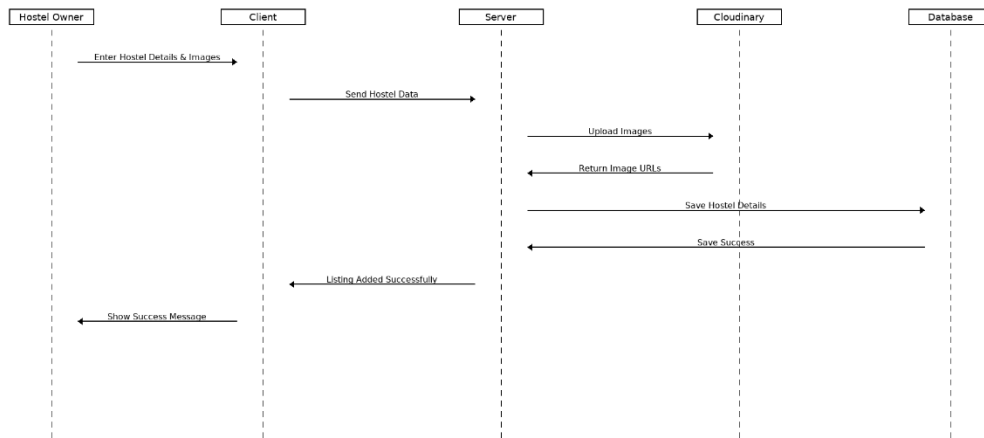 Hostel Owner
Client
Server
Cloudinary
Database
Enter Hostel Details & Images
Send Hostel Data
Upload Images
Return Image URLs
Save Hostel Details
Save Success
Listing Added Successfully
Show Success Message